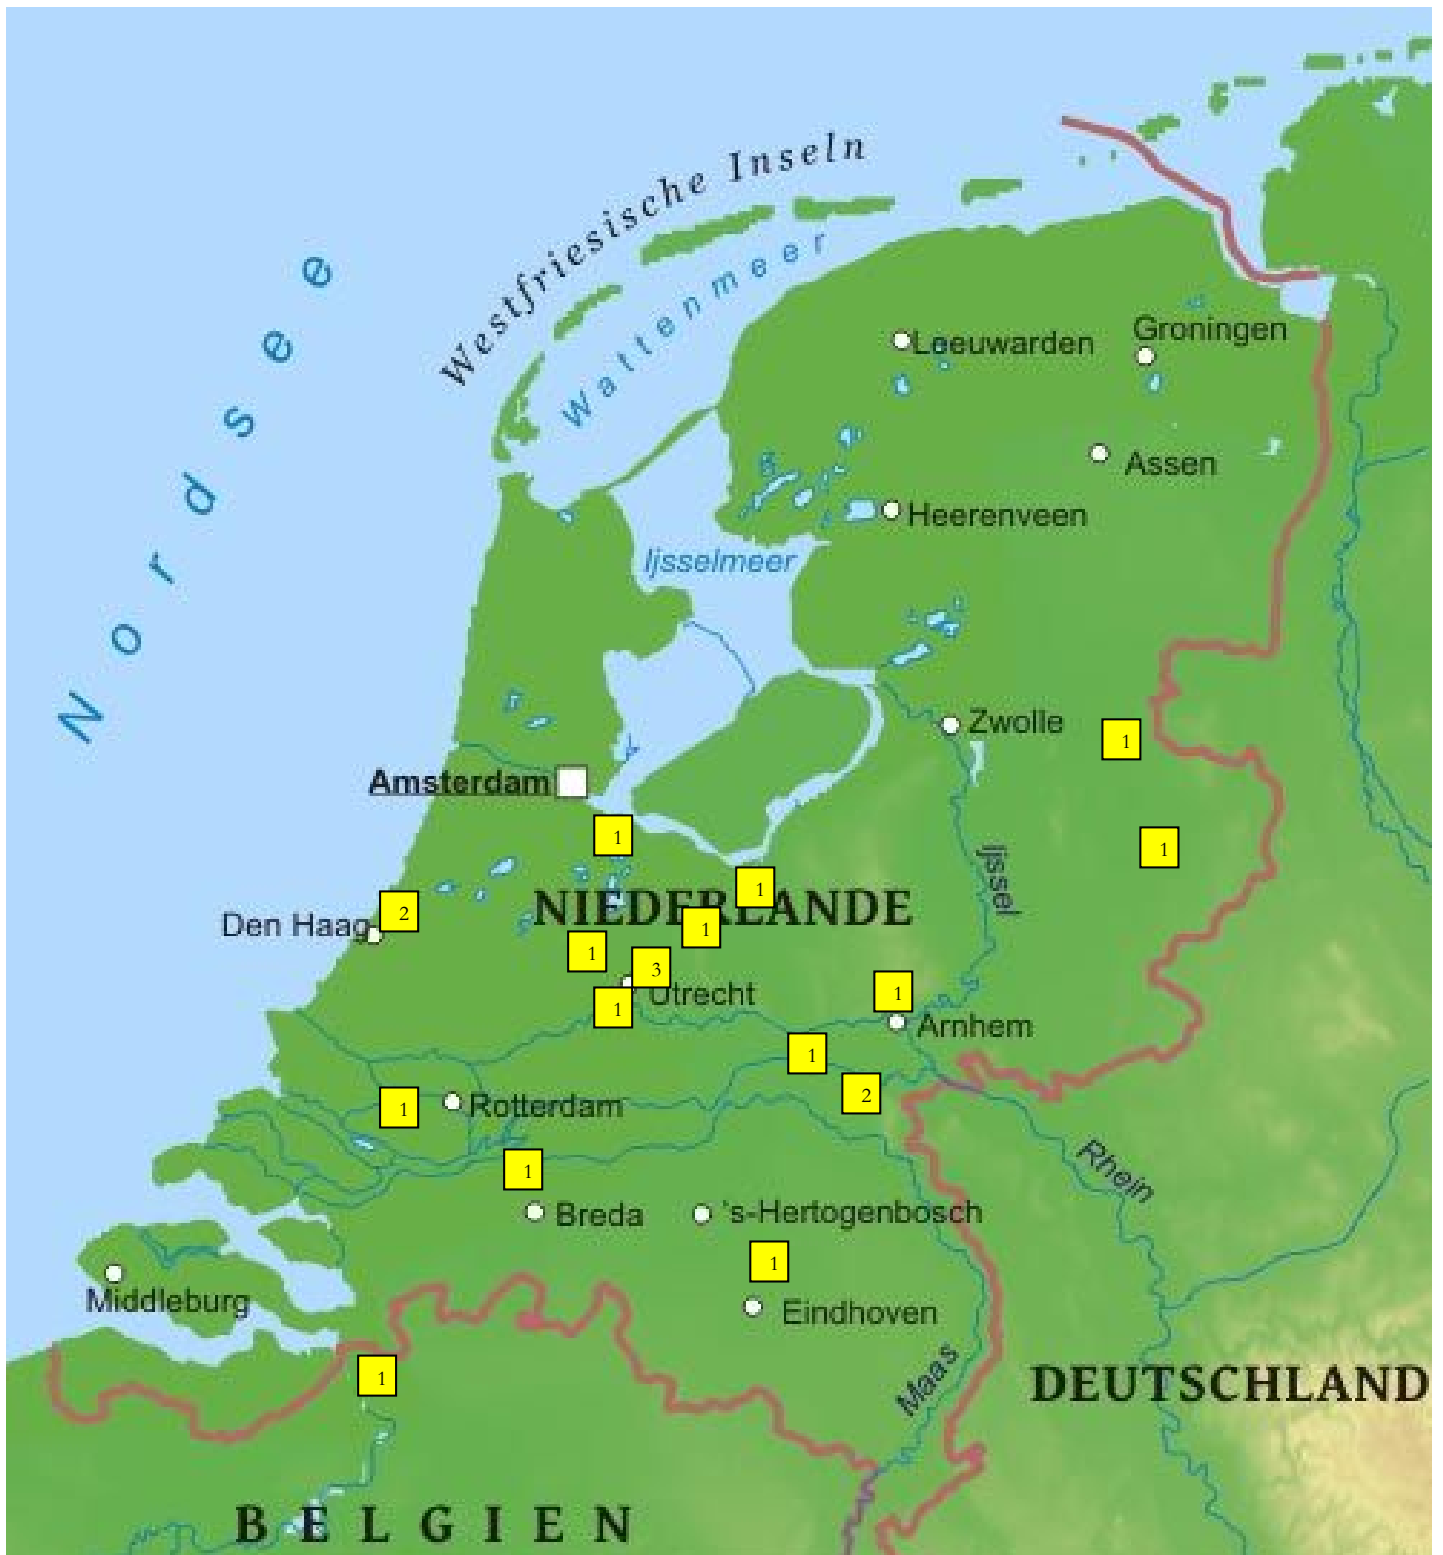 Westfriesische Inseln
Wattenmeer
Nordsee
Groningen
Leeuwarden
Assen
Heerenveen
Ijsselmeer
Zwolle
1
Amsterdam
1
1
Ijssel
1
2
Den Haag
NIEDERLANDE
1
1
3
Utrecht
1
1
Arnhem
1
2
1
Rotterdam
1
Rhein
Breda
's-Hertogenbosch
1
Middleburg
Eindhoven
1
Maas
DEUTSCHLAND
BELGIEN